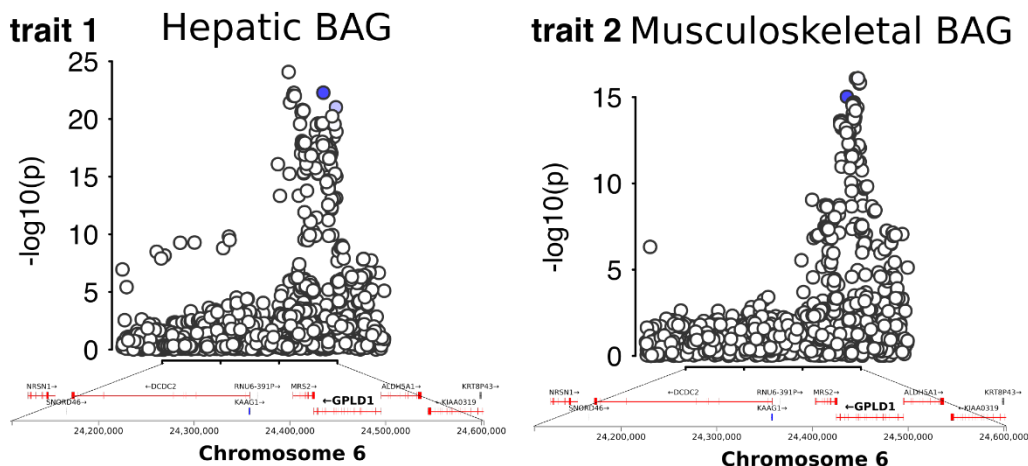 trait 1 Hepatic BAG
25
20
15
10
5
0
-log10(p)
NRSN1→ ←DCDC2 RNU6-391P→ MRS2→ ALDH5A1→ KRT8P43→
SNORD46→ KAAG1→ ←GPLD1 ←KIAA0319
24,200,000 24,300,000 24,400,000 24,500,000 24,600,000
Chromosome 6
trait 2 Musculoskeletal BAG
15
10
5
0
-log10(p)
NRSN1→ ←DCDC2 RNU6-391P→ MRS2→ ALDH5A1→ KRT8P43→
SNORD46→ KAAG1→ ←GPLD1 ←KIAA0319
24,200,000 24,300,000 24,400,000 24,500,000 24,600,000
Chromosome 6